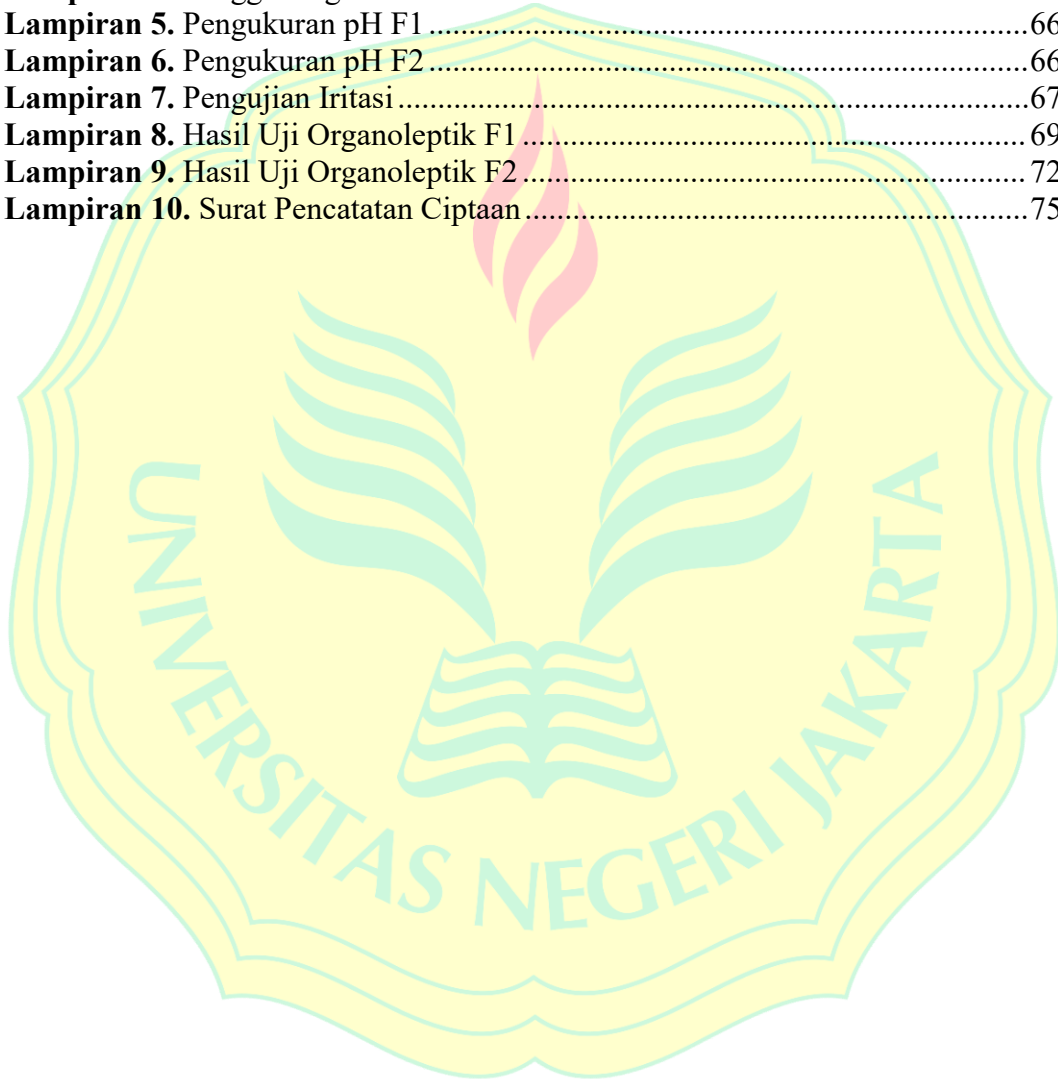 Lampiran 5. Pengukuran pH F1 ........................................................................... 66
Lampiran 6. Pengukuran pH F2 ........................................................................... 66
Lampiran 7. Pengujian Iritasi ............................................................................... 67
Lampiran 8. Hasil Uji Organoleptik F1 ............................................................... 69
Lampiran 9. Hasil Uji Organoleptik F2 ............................................................... 72
Lampiran 10. Surat Pencatatan Ciptaan ............................................................... 75
UNIVERSITAS NEGERI JAKARTA